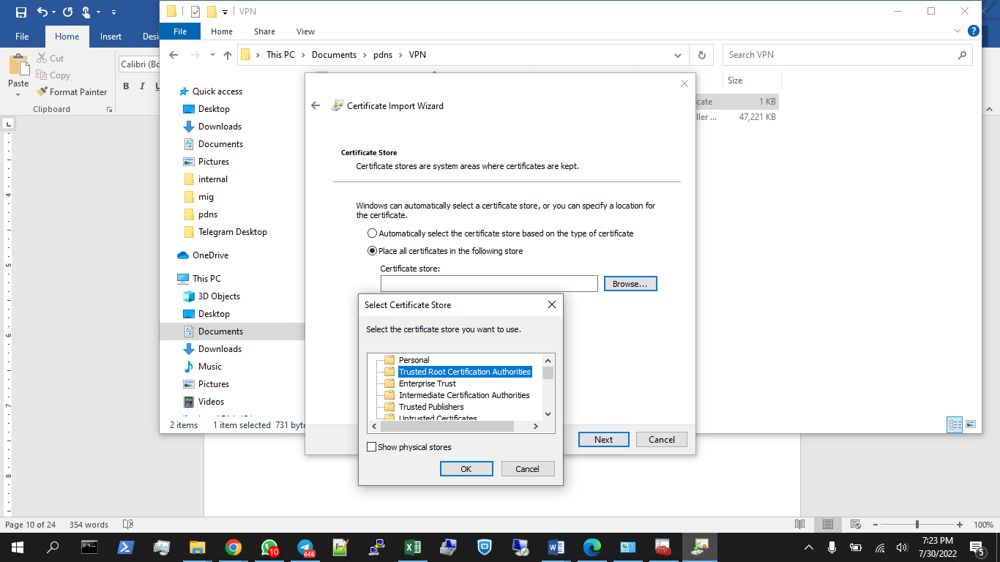 VPN
File
Home
Insert
Desi
File
Home
Share
View
Cut
Copy
Format Painter
Paste
Clipboard
Calibri (Bo
B I U
This PC > Documents > pdns > VPN
Search VPN
Size
cate 1 KB
ller ... 47,221 KB
Quick access
Desktop
Downloads
Documents
Pictures
internal
mig
pdns
Telegram Desktop
OneDrive
This PC
3D Objects
Desktop
Documents
Downloads
Music
Pictures
Videos
2 items
1 item selected 731 byte
Certificate Import Wizard
Certificate Store
Certificate stores are system areas where certificates are kept.
Windows can automatically select a certificate store, or you can specify a location for
the certificate.
Automatically select the certificate store based on the type of certificate
Place all certificates in the following store
Certificate store:
Browse...
Next
Cancel
Select Certificate Store
Select the certificate store you want to use.
Personal
Trusted Root Certification Authorities
Enterprise Trust
Intermediate Certification Authorities
Trusted Publishers
Untrusted Certificates
Show physical stores
OK
Cancel
L
4
5
6
7
8
Page 10 of 24
354 words
100%
10
446
7:23 PM
7/30/2022
5